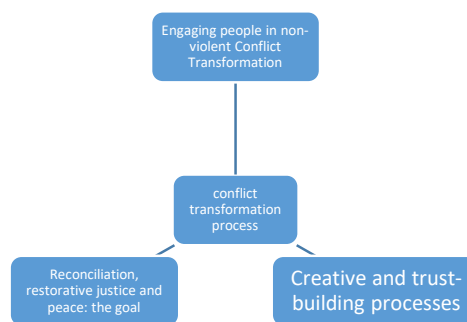 Engaging people in non-
violent Conflict
Transformation
conflict
transformation
process
Reconciliation,
restorative justice and
peace: the goal
Creative and trust-
building processes